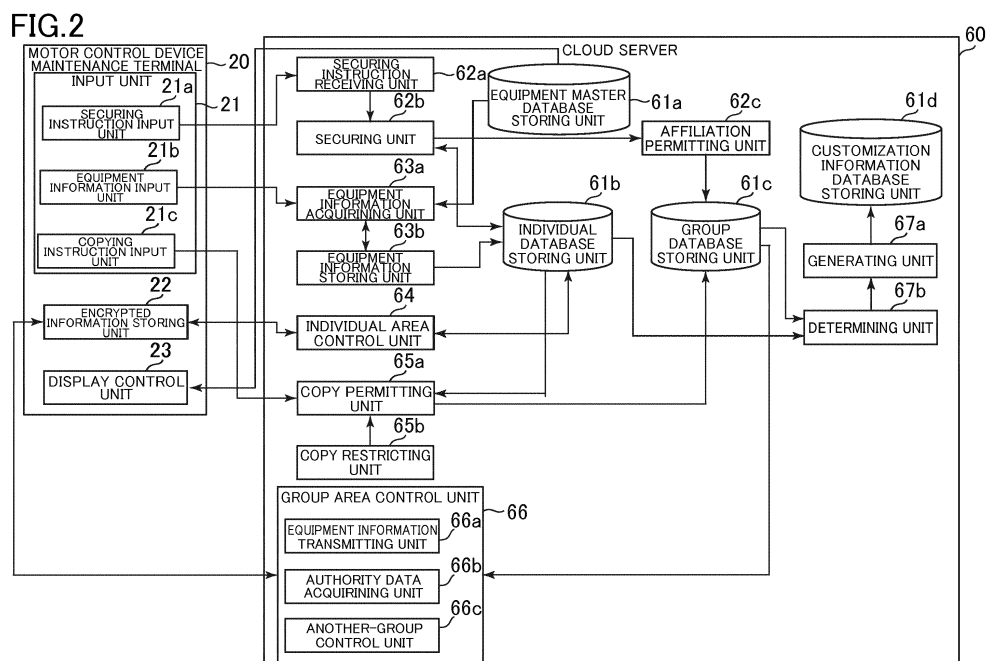 FIG.2
MOTOR CONTROL DEVICE
MAINTENANCE TERMINAL
20
INPUT UNIT
21
21a
SECURING
INSTRUCTION INPUT
UNIT
21b
EQUIPMENT
INFORMATION INPUT
UNIT
21c
COPYING
INSTRUCTION INPUT
UNIT
22
ENCRYPTED
INFORMATION STORING
UNIT
23
DISPLAY CONTROL
UNIT
60
CLOUD SERVER
SECURING
INSTRUCTION
RECEIVING UNIT
62a
62b
SECURING UNIT
EQUIPMENT MASTER
DATABASE
STORING UNIT
61a
62c
AFFILIATION
PERMITTING UNIT
61d
CUSTOMIZATION
INFORMATION
DATABASE
STORING UNIT
63a
EQUIPMENT
INFORMATION
ACQUIRINING UNIT
63b
EQUIPMENT
INFORMATION
STORING UNIT
61b
INDIVIDUAL
DATABASE
STORING UNIT
61c
GROUP
DATABASE
STORING UNIT
67a
GENERATING UNIT
67b
DETERMINING UNIT
64
INDIVIDUAL AREA
CONTROL UNIT
65a
COPY PERMITTING
UNIT
65b
COPY RESTRICTING
UNIT
GROUP AREA CONTROL UNIT
66
66a
EQUIPMENT INFORMATION
TRANSMITTING UNIT
66b
AUTHORITY DATA
ACQUIRINING UNIT
66c
ANOTHER-GROUP
CONTROL UNIT